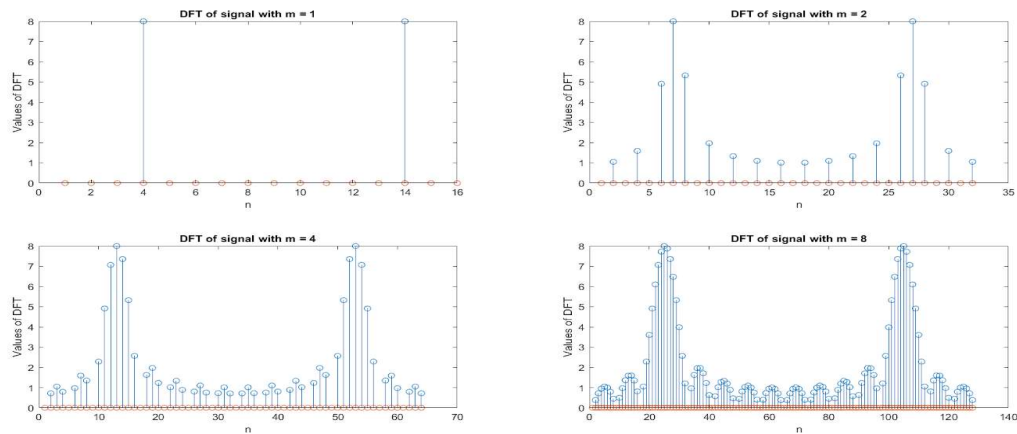 DFT of signal with m = 1
8
7
6
5
4
3
2
1
0
Values of DFT
0 2 4 6 8 10 12 14 16
n
DFT of signal with m = 2
8
7
6
5
4
3
2
1
0
Values of DFT
0 5 10 15 20 25 30 35
n
DFT of signal with m = 4
8
7
6
5
4
3
2
1
0
Values of DFT
0 10 20 30 40 50 60 70
n
DFT of signal with m = 8
8
7
6
5
4
3
2
1
0
Values of DFT
0 20 40 60 80 100 120 140
n